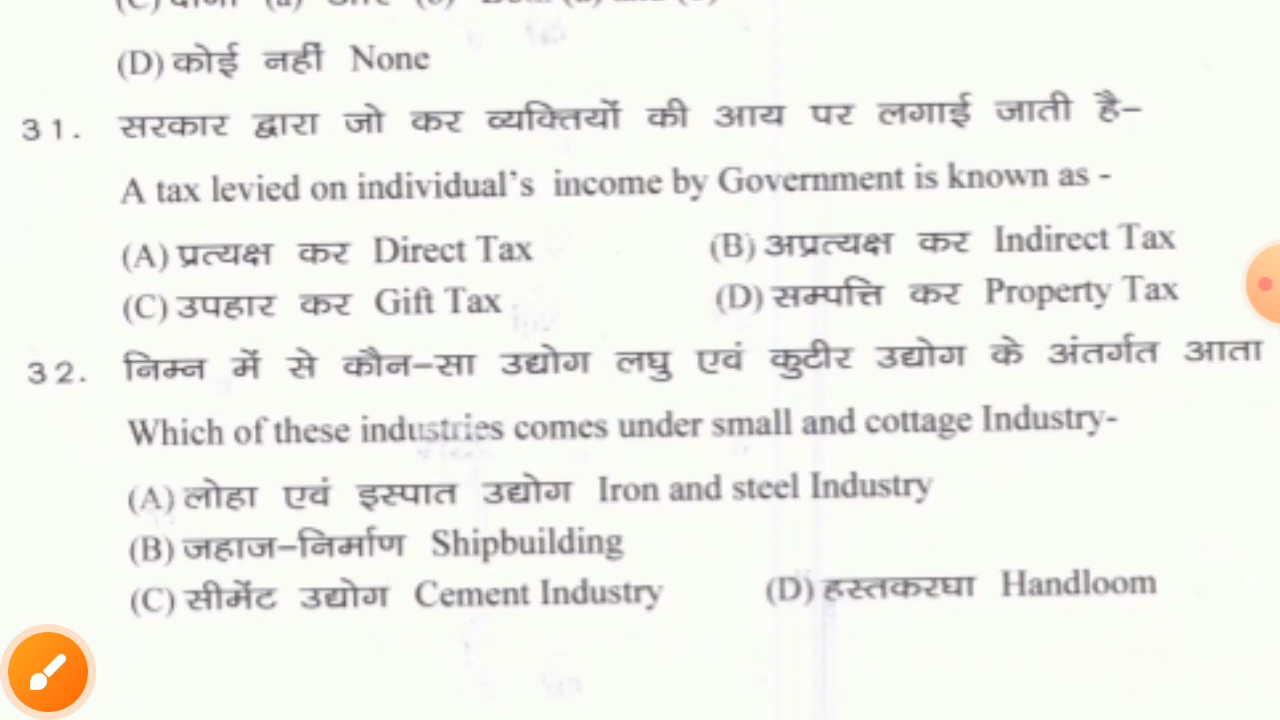 (D) कोई नहीं None
31. सरकार द्वारा जो कर व्यक्तियों की आय पर लगाई जाती है–
A tax levied on individual's income by Government is known as -
(A) प्रत्यक्ष कर Direct Tax (B) अप्रत्यक्ष कर Indirect Tax
(C) उपहार कर Gift Tax (D) सम्पत्ति कर Property Tax
32. निम्न में से कौन–सा उद्योग लघु एवं कुटीर उद्योग के अंतर्गत आता
Which of these industries comes under small and cottage Industry-
(A) लोहा एवं इस्पात उद्योग Iron and steel Industry
(B) जहाज–निर्माण Shipbuilding
(C) सीमेंट उद्योग Cement Industry (D) हस्तकरघा Handloom